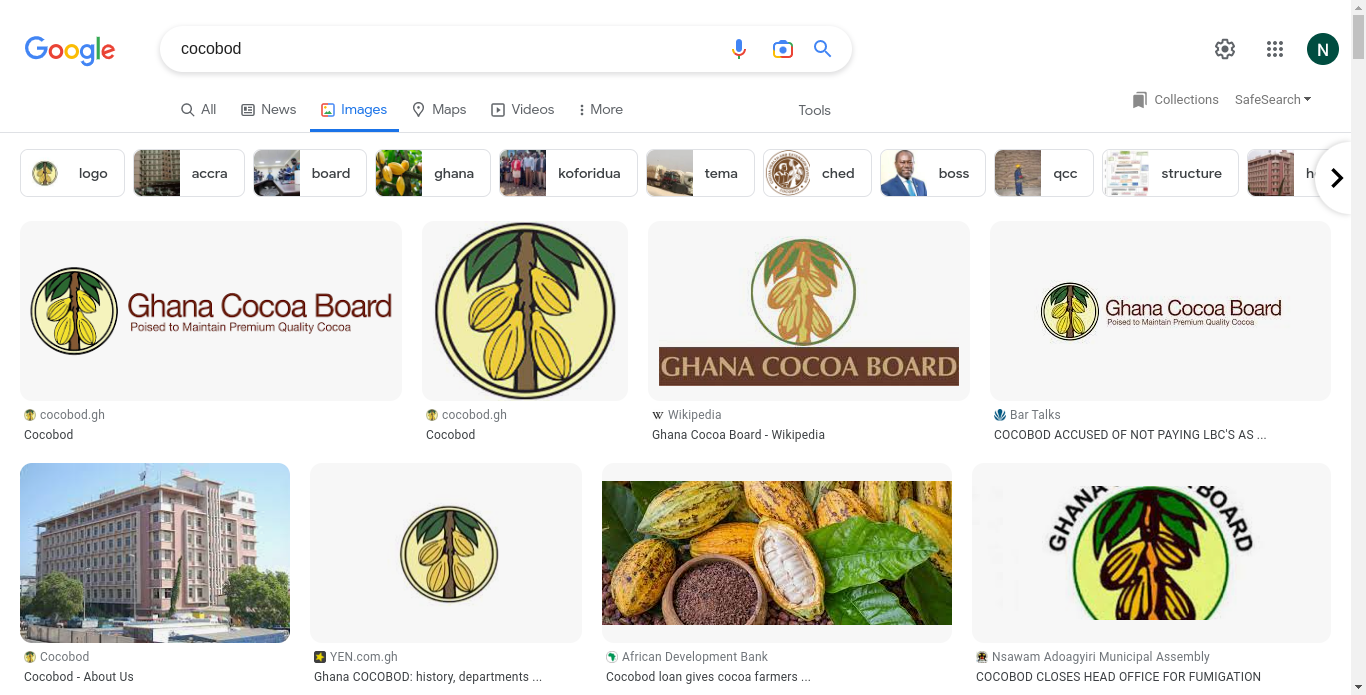 Google
cocobod
N
All
News
Images
Maps
Videos
More
Tools
Collections
SafeSearch
logo
accra
board
ghana
koforidua
tema
ched
boss
qcc
structure
Ghana Cocoa Board
Poised to Maintain Premium Quality Cocoa
GHANA COCOA BOARD
Ghana Cocoa Board
Poised to Maintain Premium Quality Cocoa
cocobod.gh
Cocobod
cocobod.gh
Cocobod
W Wikipedia
Ghana Cocoa Board - Wikipedia
Bar Talks
COCOBOD ACCUSED OF NOT PAYING LBC'S AS ...
GHANA BOARD
Cocobod
Cocobod - About Us
YEN.com.gh
Ghana COCOBOD: history, departments ...
African Development Bank
Cocobod loan gives cocoa farmers ...
Nsawam Adoagyiri Municipal Assembly
COCOBOD CLOSES HEAD OFFICE FOR FUMIGATION